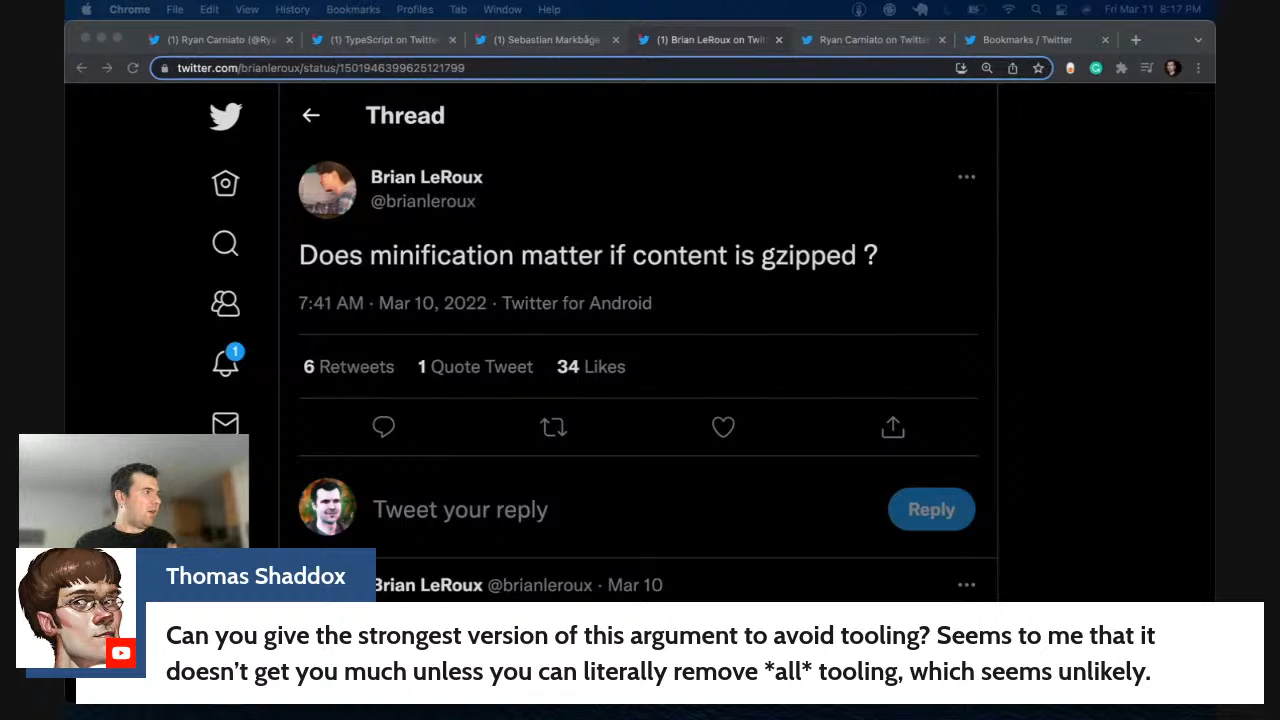 Chrome File Edit View History Bookmarks Profiles Tab Window Help Fri Mar 11 8:17 PM
(1) Ryan Carniato (@Rya (1) TypeScript on Twitte (1) Sebastian Markbåge (1) Brian LeRoux on Twit Ryan Carniato on Twitte Bookmarks / Twitter
twitter.com/brianleroux/status/1501946399625121799
Thread
Brian LeRoux
@brianleroux
Does minification matter if content is gzipped ?
7:41 AM · Mar 10, 2022 · Twitter for Android
6 Retweets 1 Quote Tweet 34 Likes
1
Tweet your reply
Reply
Brian LeRoux @brianleroux · Mar 10
Thomas Shaddox
Can you give the strongest version of this argument to avoid tooling? Seems to me that it
doesn't get you much unless you can literally remove *all* tooling, which seems unlikely.